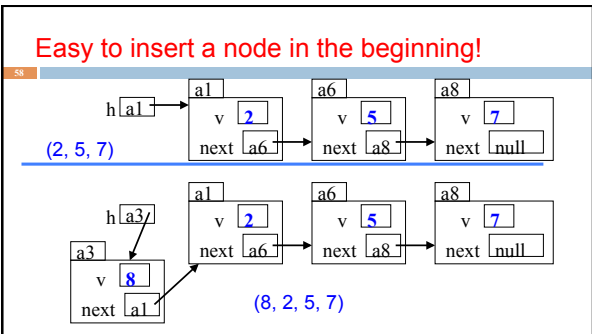 Easy to insert a node in the beginning!
58
a1 a6 a8
h a1 v 2 v 5 v 7
(2, 5, 7) next a6 next a8 next null
a1 a6 a8
h a3 v 2 v 5 v 7
a3 next a6 next a8 next null
v 8
next a1 (8, 2, 5, 7)